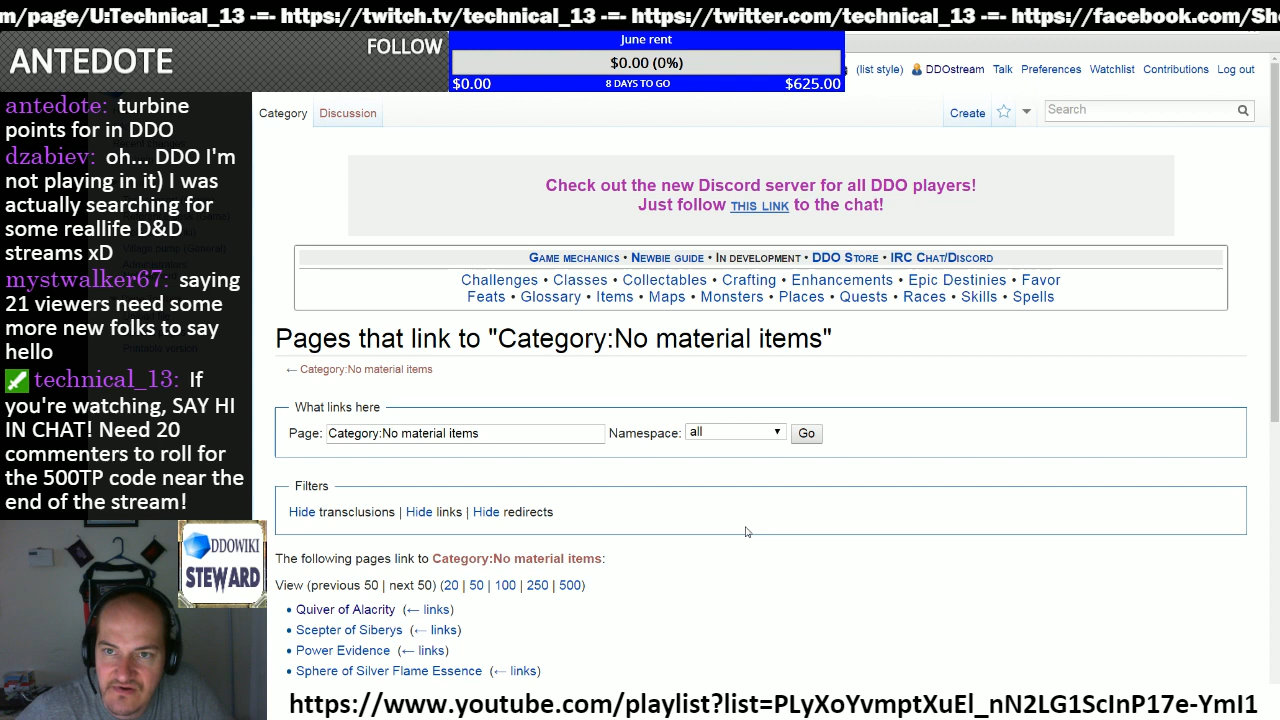 m/page/U:Technical_13 -=- https://twitch.tv/technical_13 -=- https://twitter.com/technical_13 -=- https://facebook.com/Sh
ANTEDOTE
FOLLOW
June rent
$0.00 (0%)
$0.00
8 DAYS TO GO
$625.00
(list style) DDOstream Talk Preferences Watchlist Contributions Log out
antedote: turbine
points for in DDO
dzabiev: oh... DDO I'm
not playing in it) I was
actually searching for
some reallife D&D
streams xD
mystwalker67: saying
21 viewers need some
more new folks to say
hello
technical_13: If
you're watching, SAY HI
IN CHAT! Need 20
commenters to roll for
the 500TP code near the
end of the stream!
Printable version
DDOWIKI
STEWARD
Category Discussion
Create
Search
Check out the new Discord server for all DDO players!
Just follow THIS LINK to the chat!
GAME MECHANICS • NEWBIE GUIDE • IN DEVELOPMENT • DDO STORE • IRC CHAT/DISCORD
Challenges • Classes • Collectables • Crafting • Enhancements • Epic Destinies • Favor
Feats • Glossary • Items • Maps • Monsters • Places • Quests • Races • Skills • Spells
Pages that link to "Category:No material items"
← Category:No material items
What links here
Page: Category:No material items Namespace: all Go
Filters
Hide transclusions | Hide links | Hide redirects
The following pages link to Category:No material items:
View (previous 50 | next 50) (20 | 50 | 100 | 250 | 500)
• Quiver of Alacrity (← links)
• Scepter of Siberys (← links)
• Power Evidence (← links)
• Sphere of Silver Flame Essence (← links)
https://www.youtube.com/playlist?list=PLyXoYvmptXuEl_nN2LG1ScInP17e-YmI1